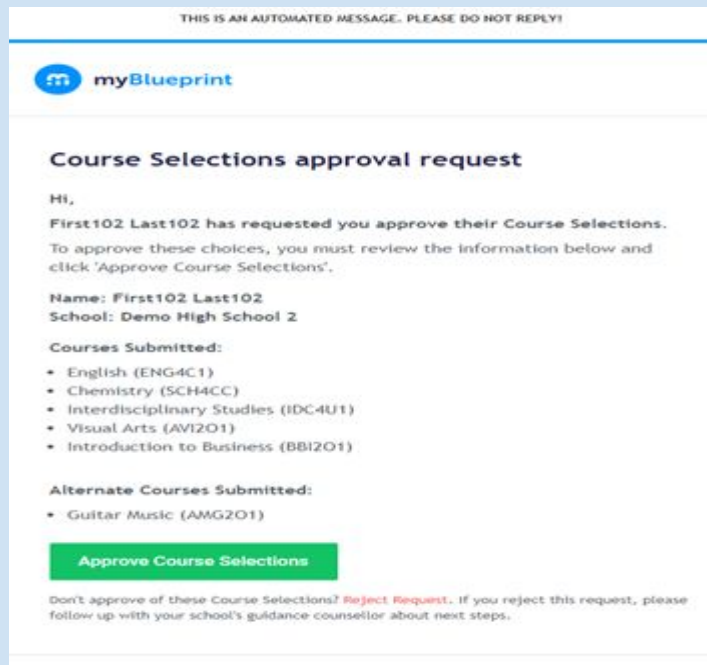 THIS IS AN AUTOMATED MESSAGE. PLEASE DO NOT REPLY!
myBlueprint
Course Selections approval request
Hi,
First102 Last102 has requested you approve their Course Selections.
To approve these choices, you must review the information below and
click 'Approve Course Selections'.
Name: First102 Last102
School: Demo High School 2
Courses Submitted:
• English (ENG4C1)
• Chemistry (SCH4CC)
• Interdisciplinary Studies (IDC4U1)
• Visual Arts (AVI2O1)
• Introduction to Business (BBI2O1)
Alternate Courses Submitted:
• Guitar Music (AMG2O1)
Approve Course Selections
Don't approve of these Course Selections? Reject Request. If you reject this request, please
follow up with your school's guidance counsellor about next steps.